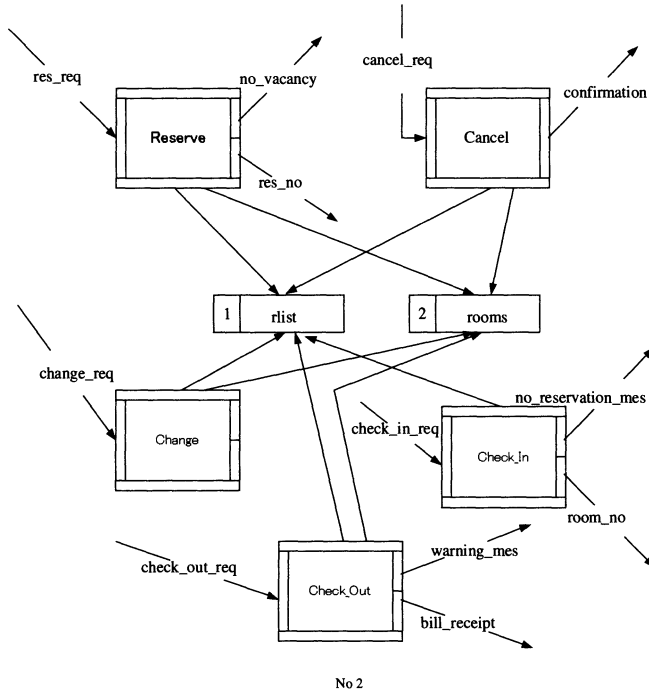 cancel_req
res_req
no_vacancy
confirmation
Reserve
Cancel
res_no
1 rlist
2 rooms
change_req
no_reservation_mes
check_in_req
Change
Check_In
room_no
warning_mes
check_out_req
Check_Out
bill_receipt
No 2